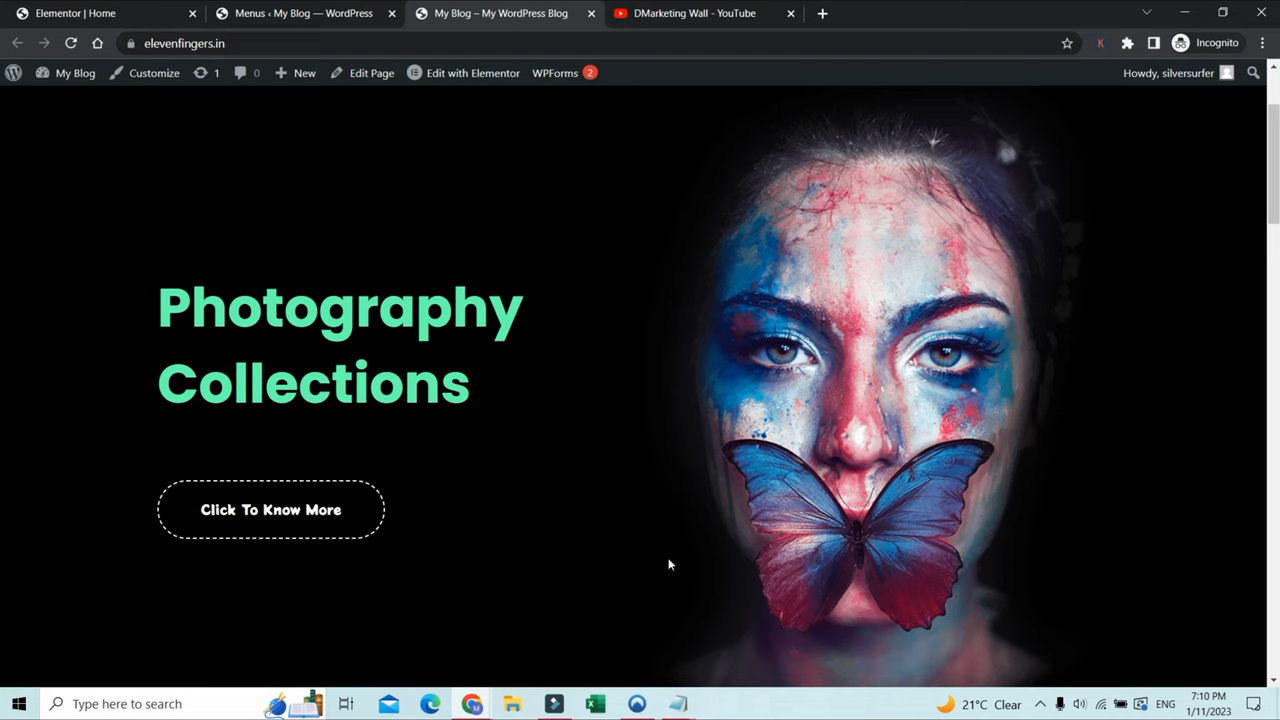 Elementor | Home
Menus ‹ My Blog — WordPress
My Blog – My WordPress Blog
DMarketing Wall - YouTube
elevenfingers.in
K
Incognito
My Blog
Customize
1
0
New
Edit Page
Edit with Elementor
WPForms
2
Howdy, silversurfer
Photography
Collections
Click To Know More
Type here to search
21°C Clear
ENG
7:10 PM
1/11/2023